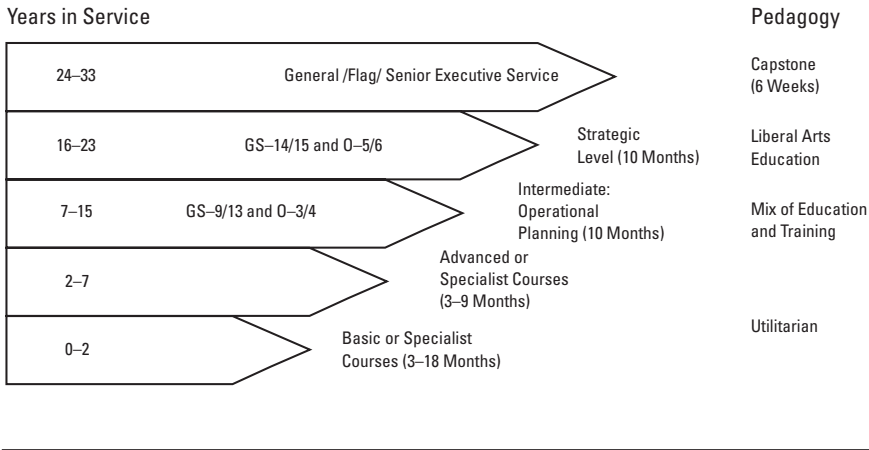 Years in Service
Pedagogy
24–33
General /Flag/ Senior Executive Service
Capstone
(6 Weeks)
16–23
GS–14/15 and O–5/6
Strategic
Level (10 Months)
Liberal Arts
Education
7–15
GS–9/13 and O–3/4
Intermediate:
Operational
Planning (10 Months)
Mix of Education
and Training
2–7
Advanced or
Specialist Courses
(3–9 Months)
0–2
Basic or Specialist
Courses (3–18 Months)
Utilitarian